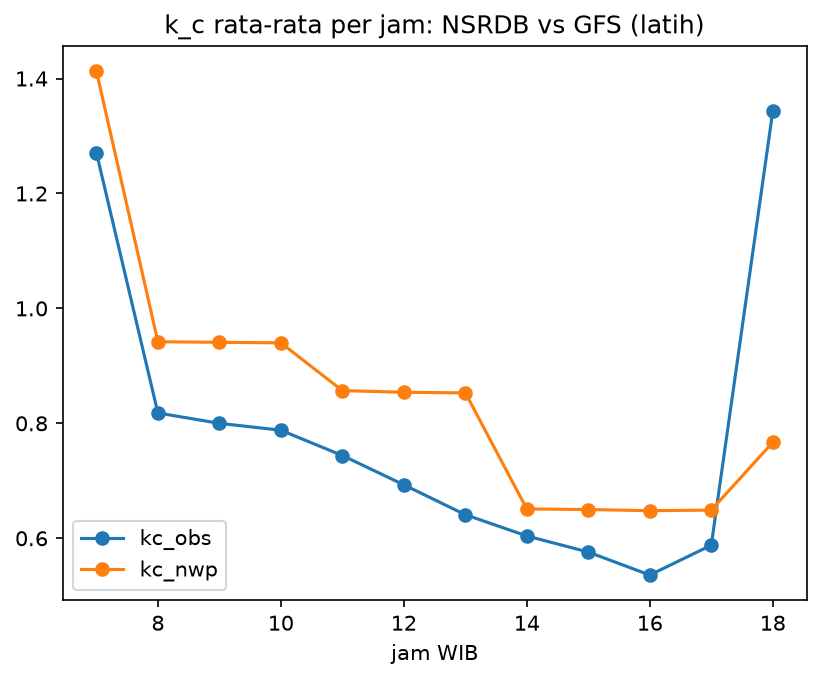 k_c rata-rata per jam: NSRDB vs GFS (latih)
1.4
1.2
1.0
0.8
0.6
kc_obs
kc_nwp
8 10 12 14 16 18
jam WIB